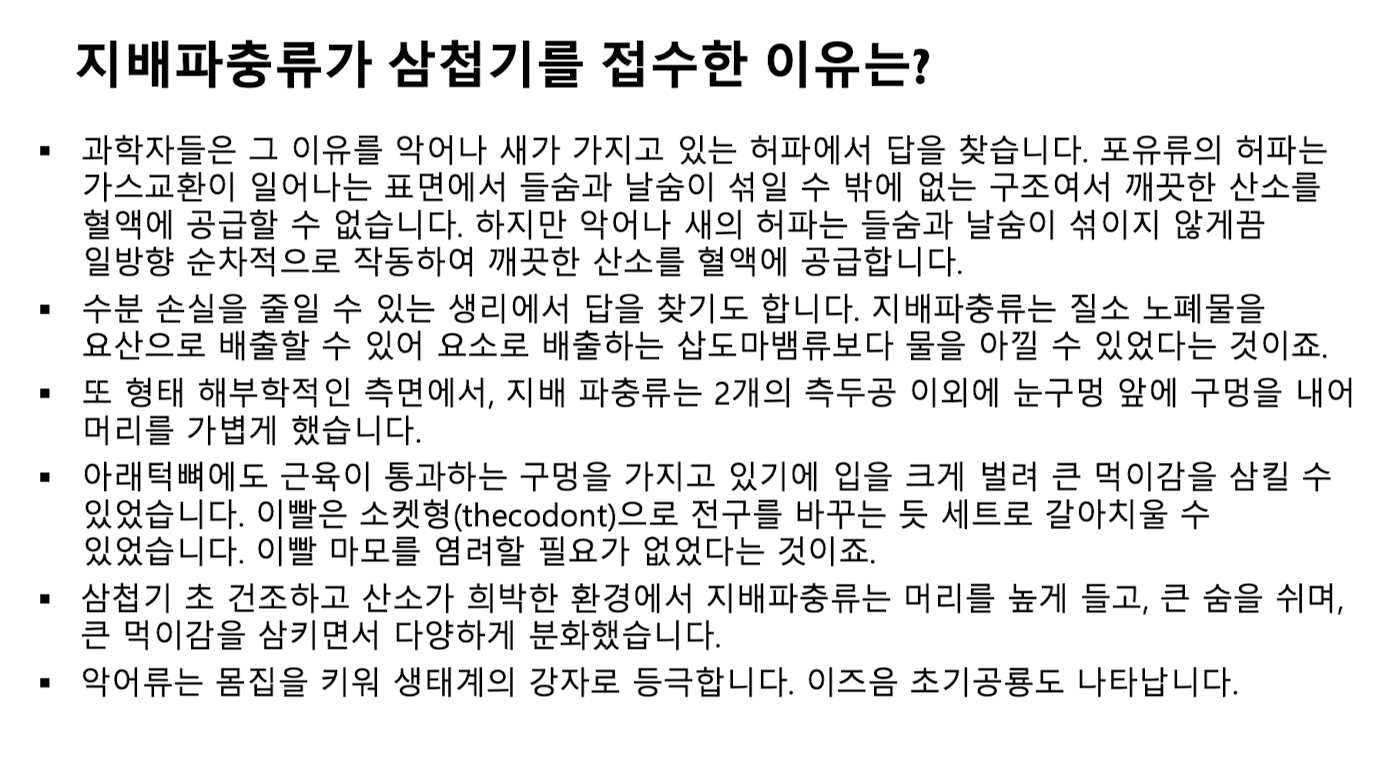 지배파충류가 삼첩기를 접수한 이유는?
▪ 과학자들은 그 이유를 악어나 새가 가지고 있는 허파에서 답을 찾습니다. 포유류의 허파는
가스교환이 일어나는 표면에서 들숨과 날숨이 섞일 수 밖에 없는 구조여서 깨끗한 산소를
혈액에 공급할 수 없습니다. 하지만 악어나 새의 허파는 들숨과 날숨이 섞이지 않게끔
일방향 순차적으로 작동하여 깨끗한 산소를 혈액에 공급합니다.
▪ 수분 손실을 줄일 수 있는 생리에서 답을 찾기도 합니다. 지배파충류는 질소 노폐물을
요산으로 배출할 수 있어 요소로 배출하는 삽도마뱀류보다 물을 아낄 수 있었다는 것이죠.
▪ 또 형태 해부학적인 측면에서, 지배 파충류는 2개의 측두공 이외에 눈구멍 앞에 구멍을 내어
머리를 가볍게 했습니다.
▪ 아래턱뼈에도 근육이 통과하는 구멍을 가지고 있기에 입을 크게 벌려 큰 먹이감을 삼킬 수
있었습니다. 이빨은 소켓형(thecodont)으로 전구를 바꾸는 듯 세트로 갈아치울 수
있었습니다. 이빨 마모를 염려할 필요가 없었다는 것이죠.
▪ 삼첩기 초 건조하고 산소가 희박한 환경에서 지배파충류는 머리를 높게 들고, 큰 숨을 쉬며,
큰 먹이감을 삼키면서 다양하게 분화했습니다.
▪ 악어류는 몸집을 키워 생태계의 강자로 등극합니다. 이즈음 초기공룡도 나타납니다.